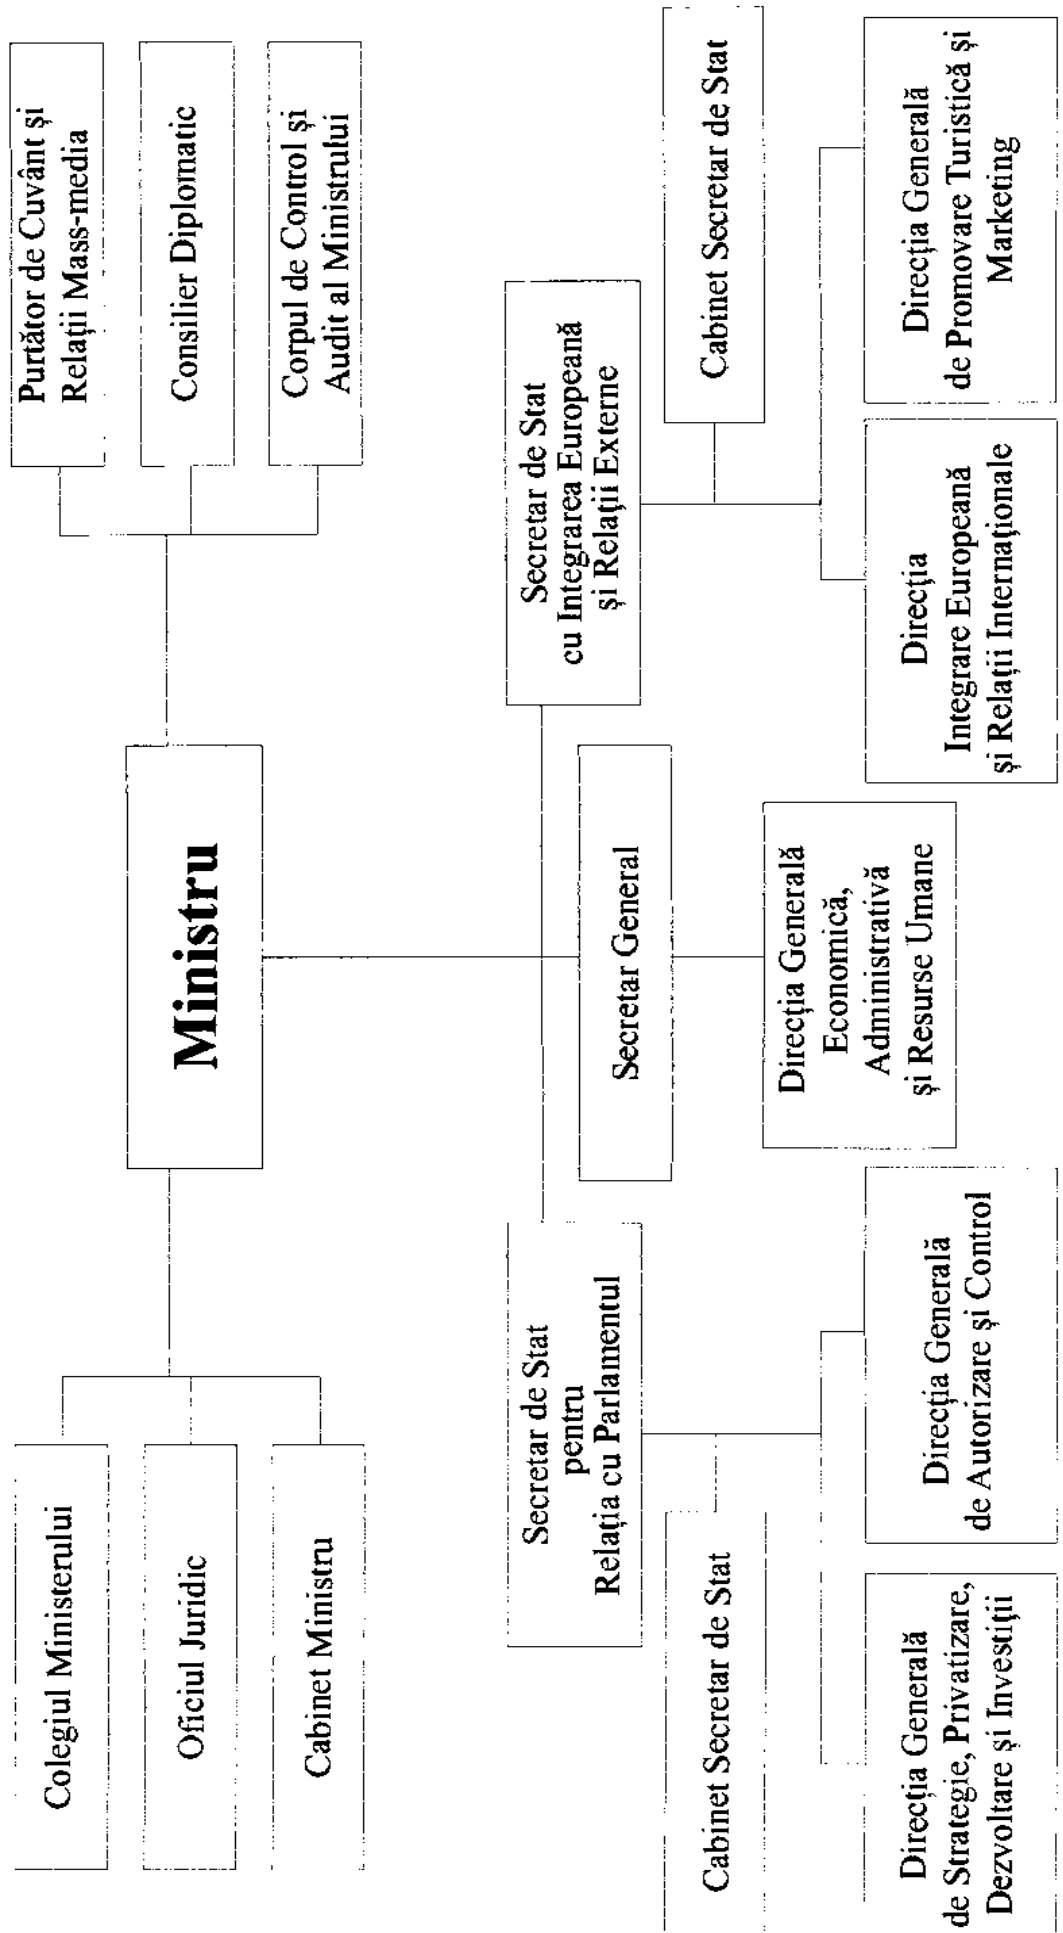 Colegiul Ministerului
Oficiul Juridic
Cabinet Ministru
Ministru
Purtător de Cuvânt și
Relații Mass-media
Consilier Diplomatic
Corpul de Control și
Audit al Ministrului
Secretar de Stat
pentru
Relația cu Parlamentul
Secretar General
Secretar de Stat
cu Integrarea Europeană
și Relații Externe
Cabinet Secretar de Stat
Cabinet Secretar de Stat
Direcția Generală
de Strategie, Privatizare,
Dezvoltare și Investiții
Direcția Generală
de Autorizare și Control
Direcția Generală
Economică,
Administrativă
și Resurse Umane
Direcția
Integrare Europeană
și Relații Internaționale
Direcția Generală
de Promovare Turistică și
Marketing